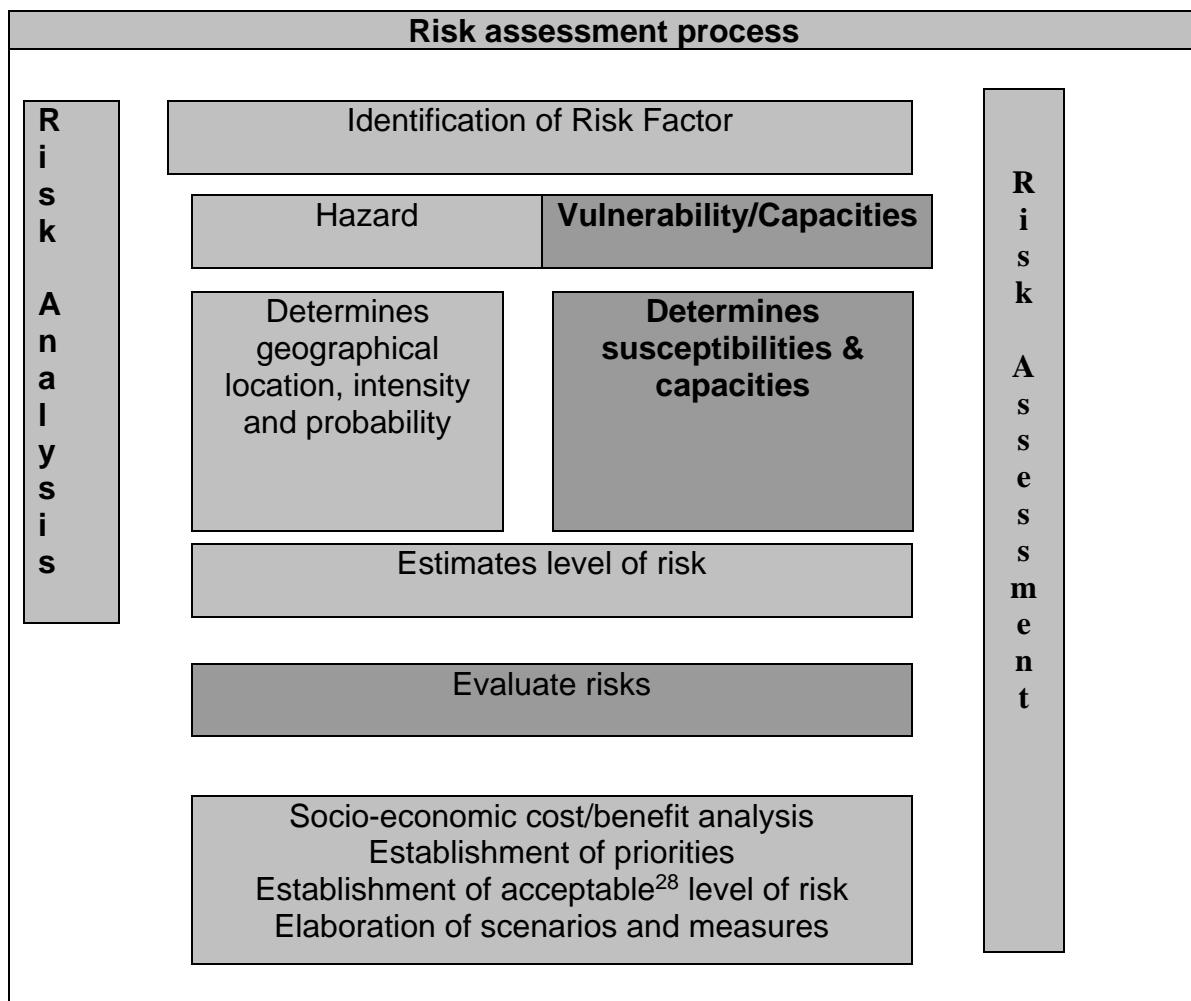 Risk assessment process
Risk Analysis
Identification of Risk Factor
Hazard
Vulnerability/Capacities
Determines
geographical
location, intensity
and probability
Determines
susceptibilities &
capacities
Estimates level of risk
Evaluate risks
Socio-economic cost/benefit analysis
Establishment of priorities
Establishment of acceptable28 level of risk
Elaboration of scenarios and measures
Risk Assessment